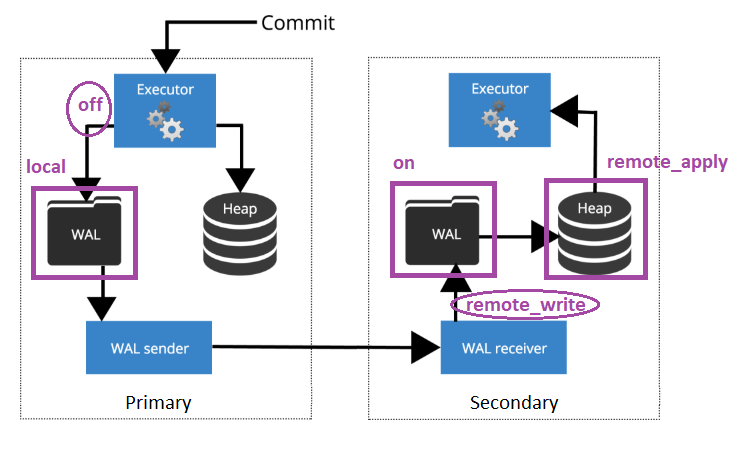 Commit
Executor
off
local
WAL
Heap
WAL sender
Primary
Executor
on
remote_apply
WAL
Heap
remote_write
WAL receiver
Secondary